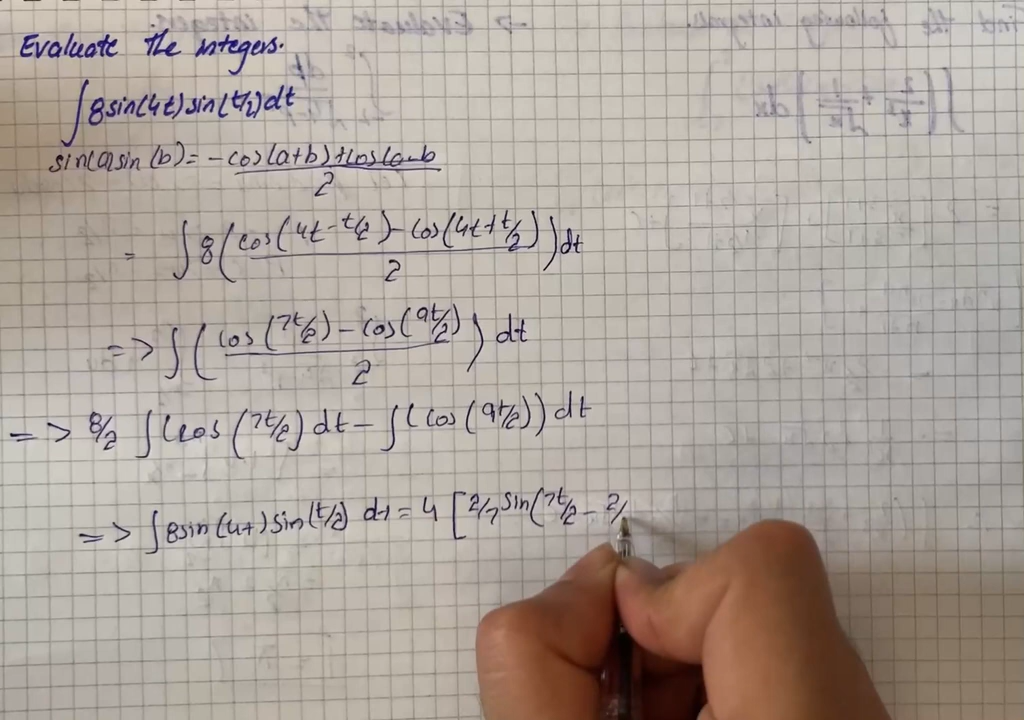 Evaluate the integers.
∫8sin(4t)sin(t/2)dt
sin(a)sin(b)= -cos(a+b)+cos(a-b / 2
= ∫8(cos(4t-t/2)-cos(4t+t/2) / 2)dt
=> ∫(cos(7t/2)-cos(9t/2) / 2) dt
=> 8/2 ∫(cos(7t/2) dt - ∫(cos(9t/2)) dt
=> ∫8sin(4t)sin(t/2) dt = 4 [2/7 sin(7t/2 - 2/